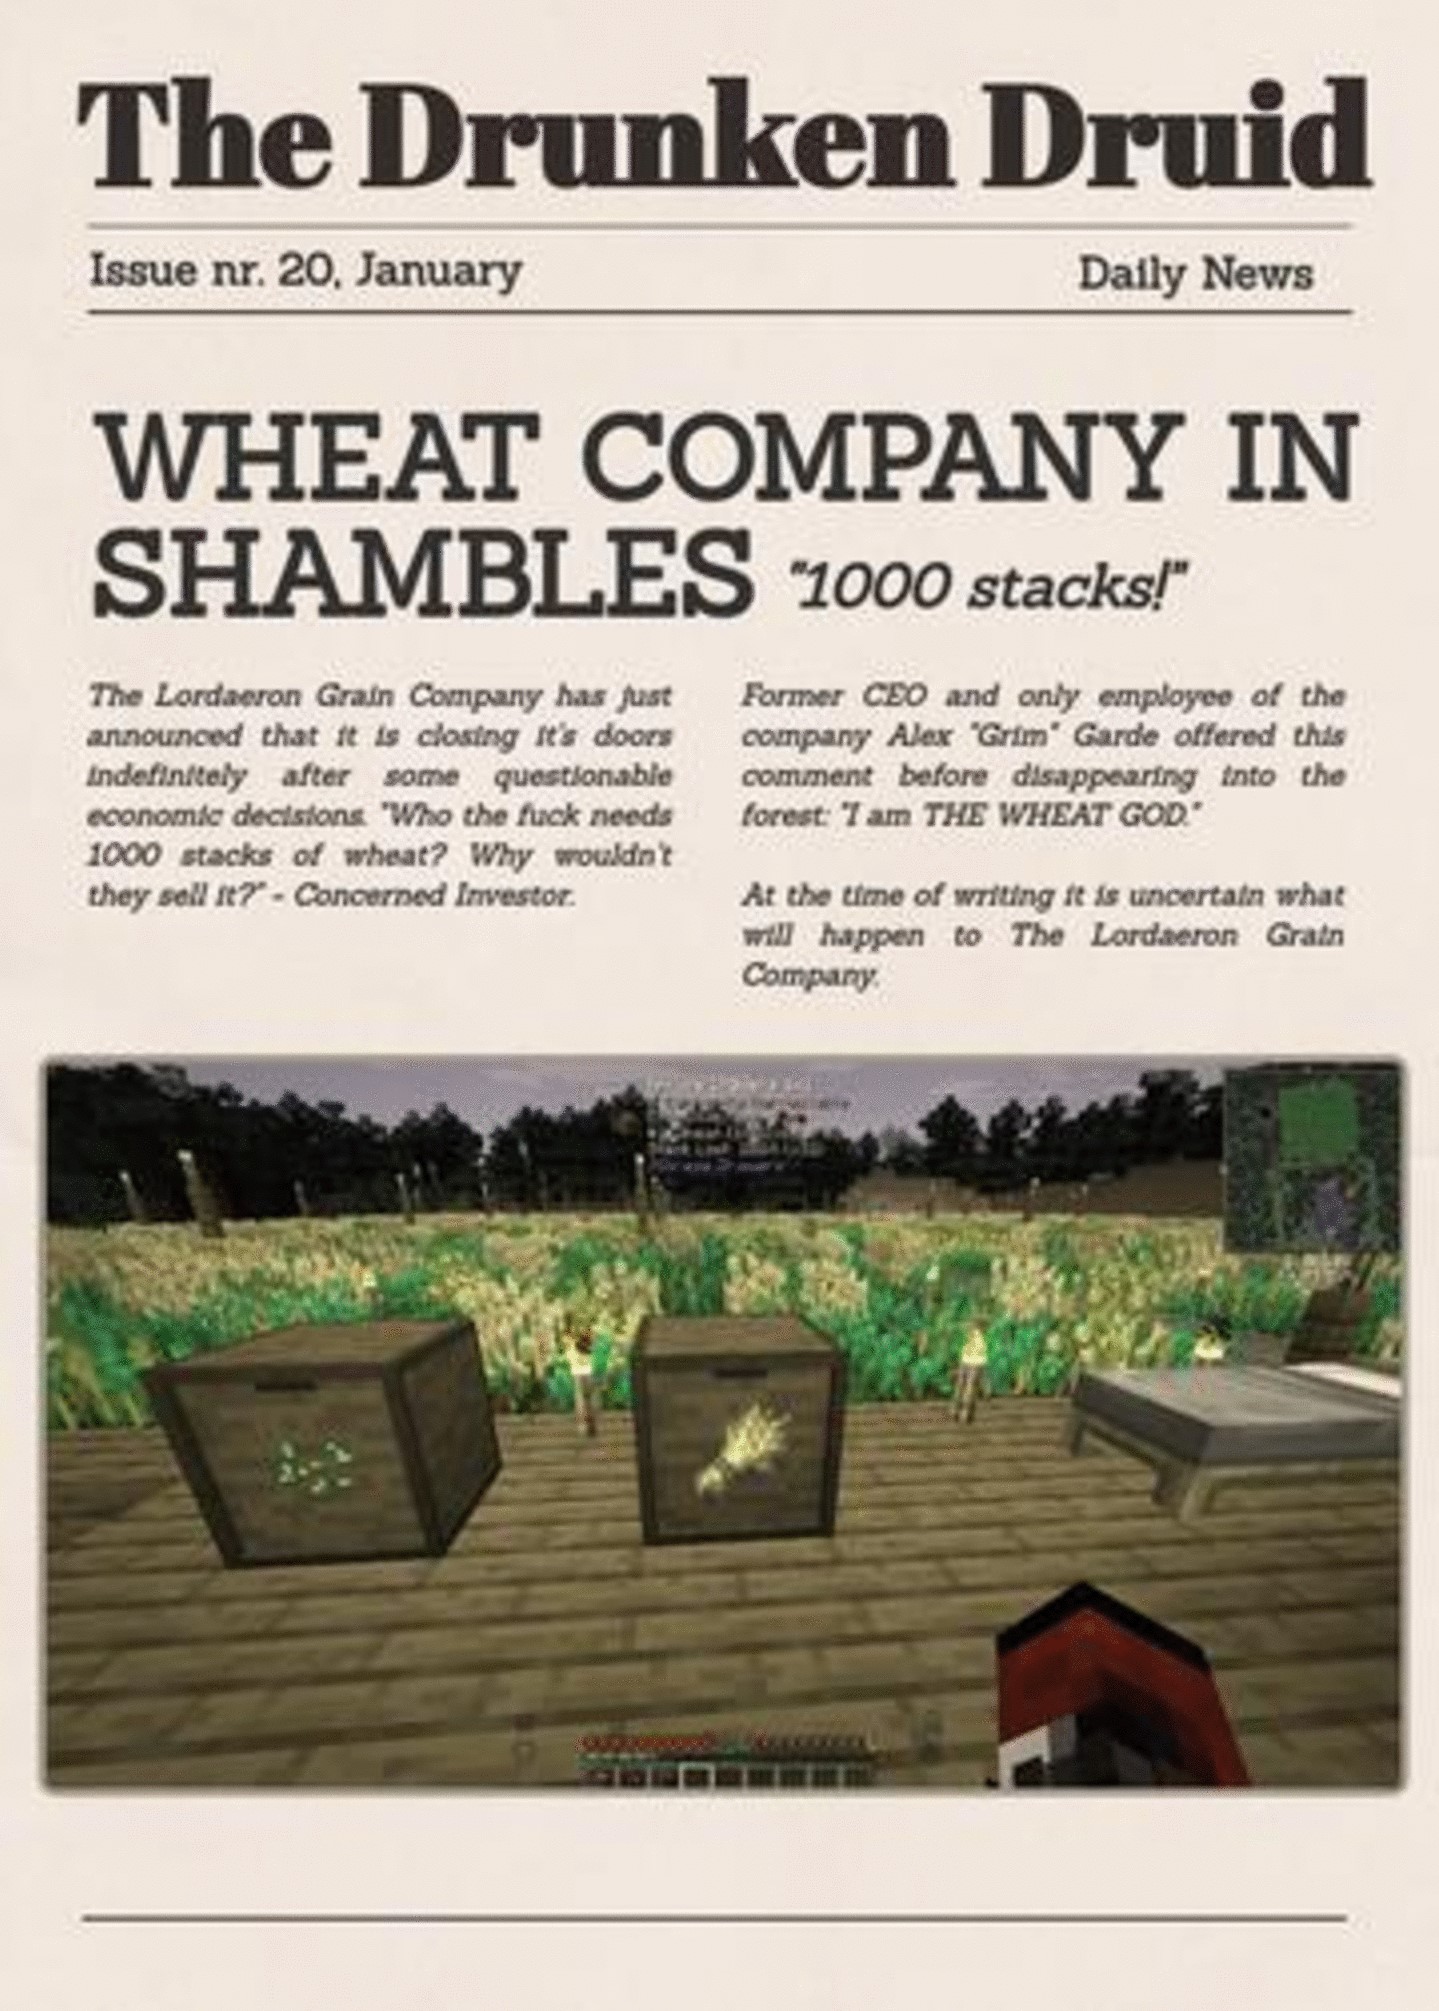 The Drunken Druid
Issue nr. 20, January
Daily News
WHEAT COMPANY IN
SHAMBLES "1000 stacks!"
The Lordaeron Grain Company has just
announced that it is closing it's doors
indefinitely after some questionable
economic decisions. "Who the fuck needs
1000 stacks of wheat? Why wouldn't
they sell it?" - Concerned Investor.
Former CEO and only employee of the
company Alex "Grim" Garde offered this
comment before disappearing into the
forest: "I am THE WHEAT GOD."
At the time of writing it is uncertain what
will happen to The Lordaeron Grain
Company.